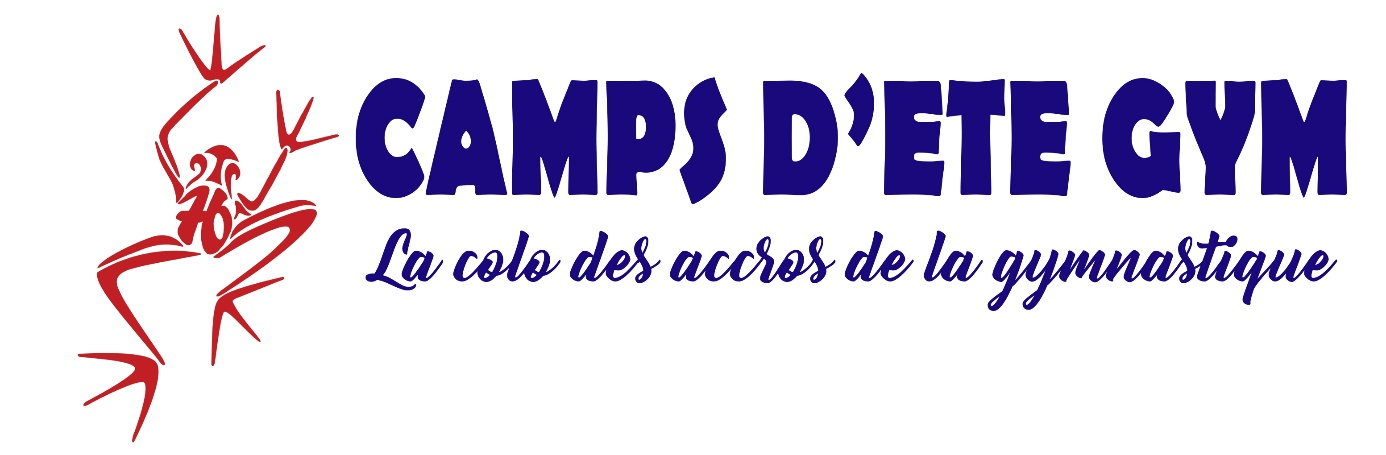 CAMPS D'ETE GYM
La colo des accros de la gymnastique